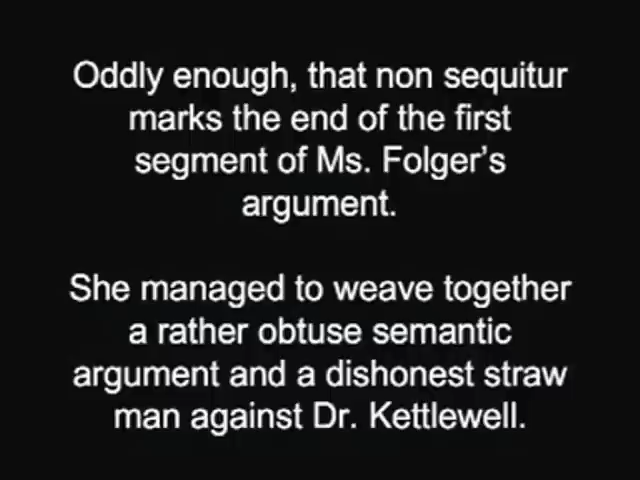 Oddly enough, that non sequitur
marks the end of the first
segment of Ms. Folger’s
argument.
She managed to weave together
a rather obtuse semantic
argument and a dishonest straw
man against Dr. Kettlewell.